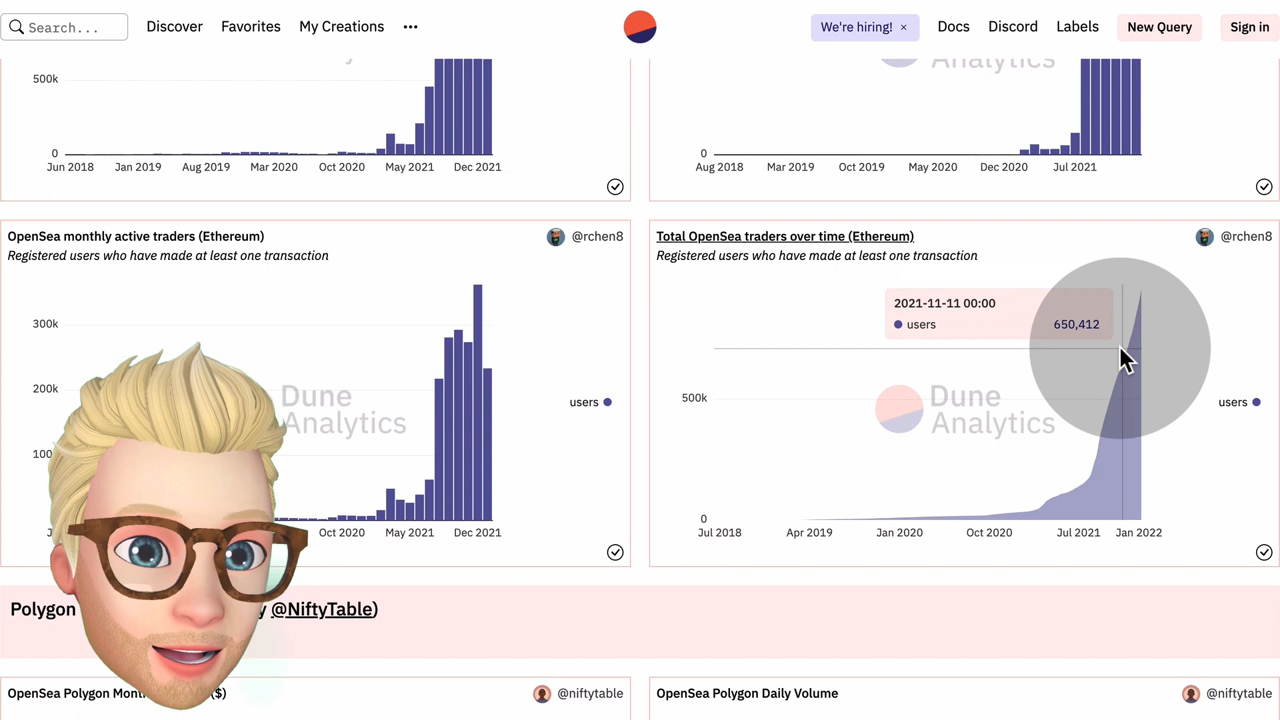 Search... Discover Favorites My Creations ••• We're hiring! × Docs Discord Labels New Query Sign in
500k
0
Jun 2018 Jan 2019 Aug 2019 Mar 2020 Oct 2020 May 2021 Dec 2021
Analytics
0
Aug 2018 Mar 2019 Oct 2019 May 2020 Dec 2020 Jul 2021
OpenSea monthly active traders (Ethereum) @rchen8
Registered users who have made at least one transaction
300k
200k
100
Dune
Analytics
users
Oct 2020 May 2021 Dec 2021
Total OpenSea traders over time (Ethereum) @rchen8
Registered users who have made at least one transaction
2021-11-11 00:00
users 650,412
500k
0
Dune
Analytics
users
Jul 2018 Apr 2019 Jan 2020 Oct 2020 Jul 2021 Jan 2022
Polygon @NiftyTable)
OpenSea Polygon ($) @niftytable
OpenSea Polygon Daily Volume @niftytable